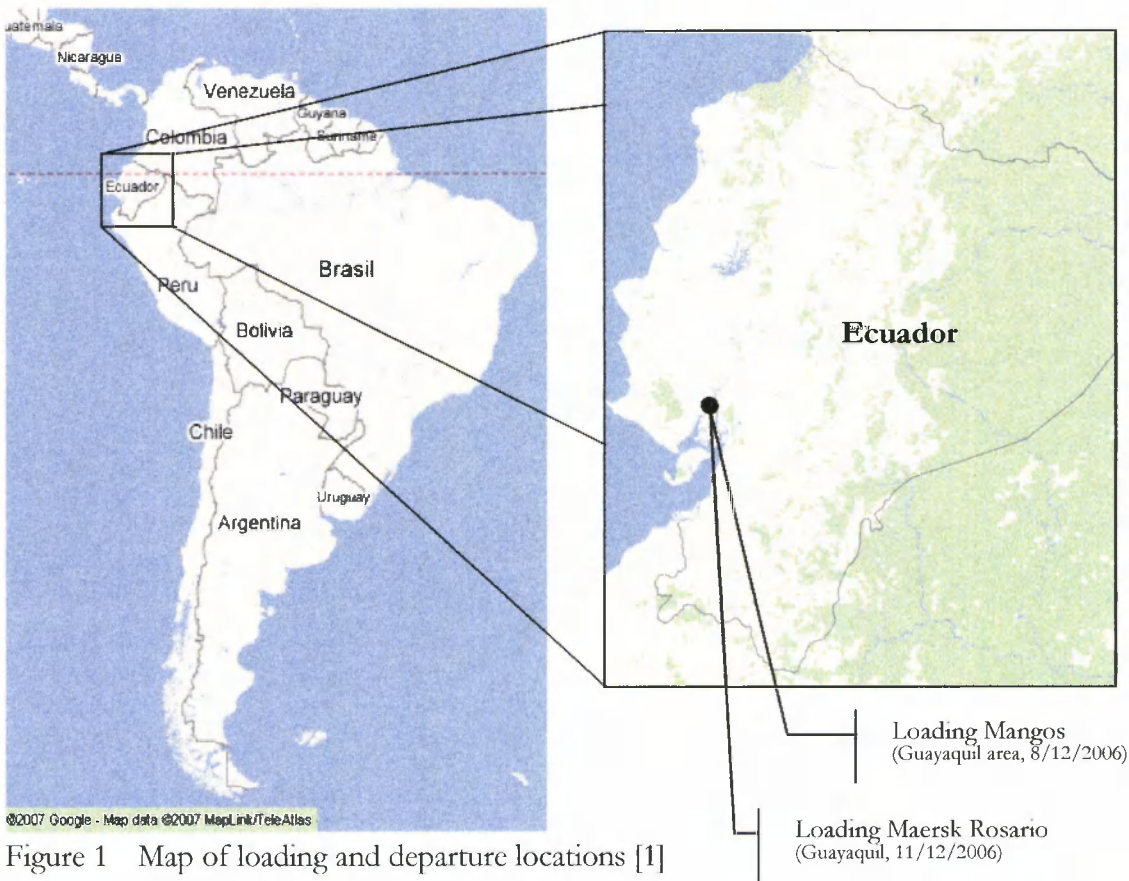 uatemala
Nicaragua
Venezuela
Guyana
Suriname
Colombia
Ecuador
Brasil
Peru
Bolivia
Paraguay
Chile
Uruguay
Argentina
©2007 Google - Map data ©2007 MapLink/TeleAtlas
Ecuador
Loading Mangos
(Guayaquil area, 8/12/2006)
Loading Maersk Rosario
(Guayaquil, 11/12/2006)
Figure 1 Map of loading and departure locations [1]